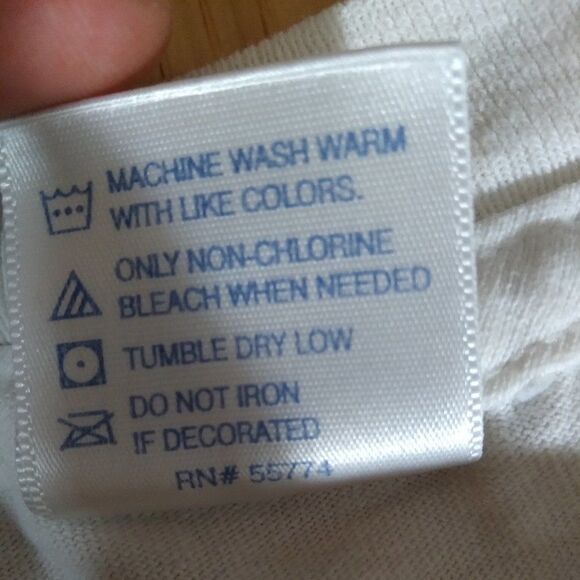 MACHINE WASH WARM
WITH LIKE COLORS.
ONLY NON-CHLORINE
BLEACH WHEN NEEDED
TUMBLE DRY LOW
DO NOT IRON
IF DECORATED
RN# 55774